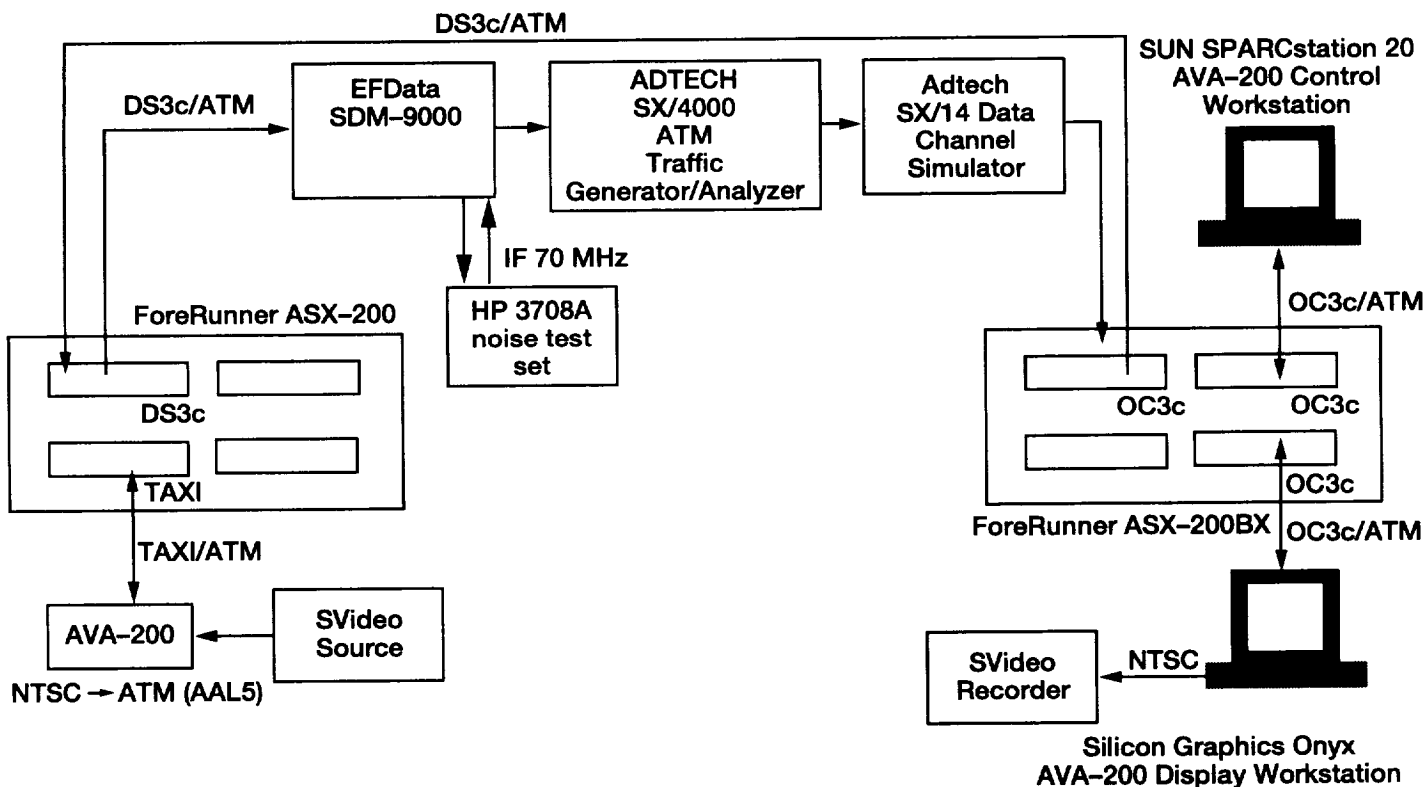 DS3c/ATM
SUN SPARCstation 20
AVA–200 Control
Workstation
DS3c/ATM
EFData
SDM–9000
ADTECH
SX/4000
ATM
Traffic
Generator/Analyzer
Adtech
SX/14 Data
Channel
Simulator
IF 70 MHz
HP 3708A
noise test
set
OC3c/ATM
ForeRunner ASX–200
DS3c
TAXI
OC3c
OC3c
OC3c
ForeRunner ASX–200BX
OC3c/ATM
TAXI/ATM
AVA–200
SVideo
Source
NTSC → ATM (AAL5)
SVideo
Recorder
NTSC
Silicon Graphics Onyx
AVA–200 Display Workstation